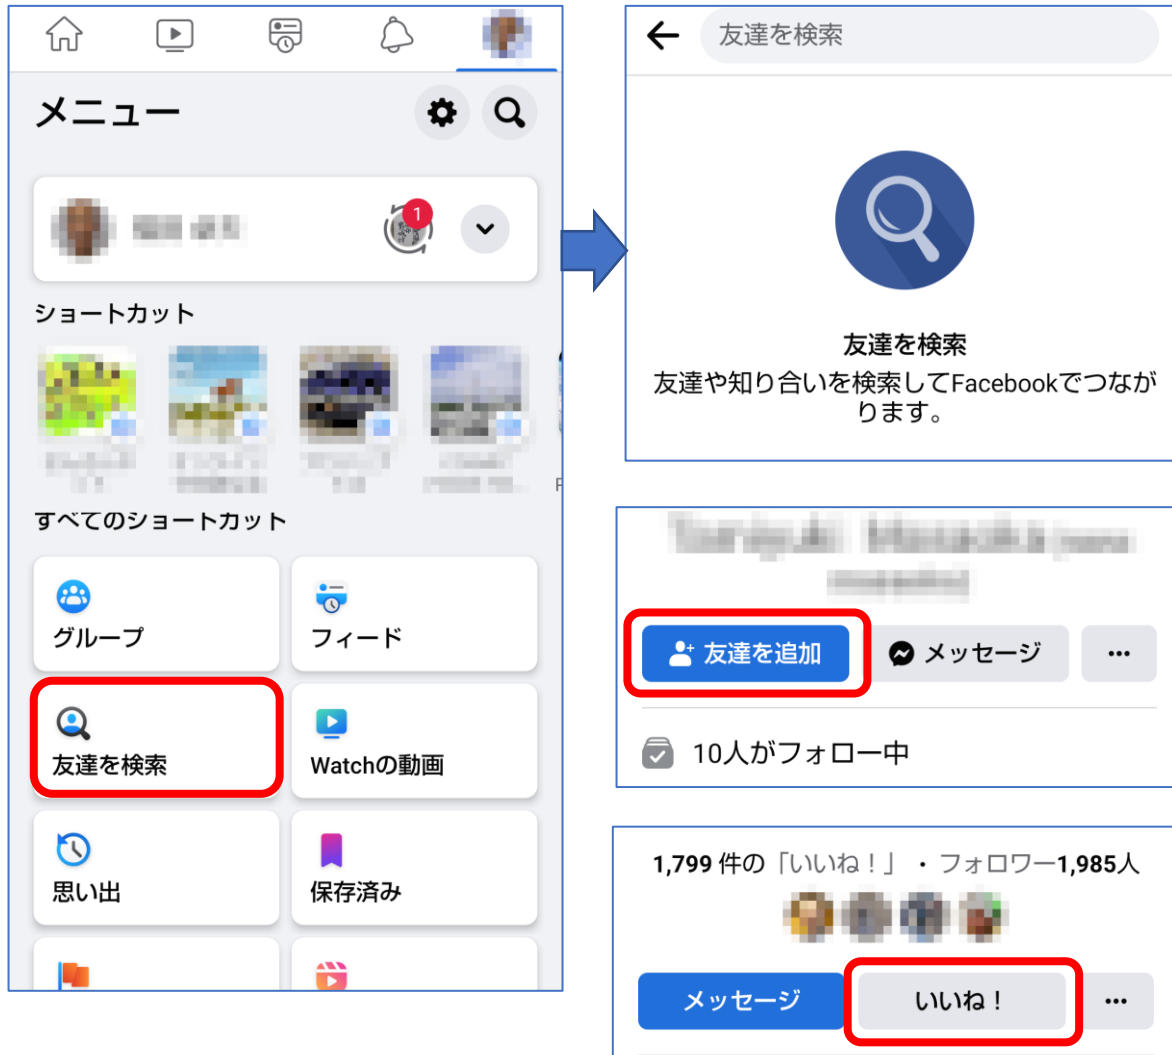 メニュー
1
ショートカット
すべてのショートカット
グループ
フィード
友達を検索
Watchの動画
思い出
保存済み
友達を検索
友達を検索
友達や知り合いを検索してFacebookでつなが
ります。
友達を追加
メッセージ
10人がフォロー中
1,799 件の「いいね！」・フォロワー1,985人
メッセージ
いいね！